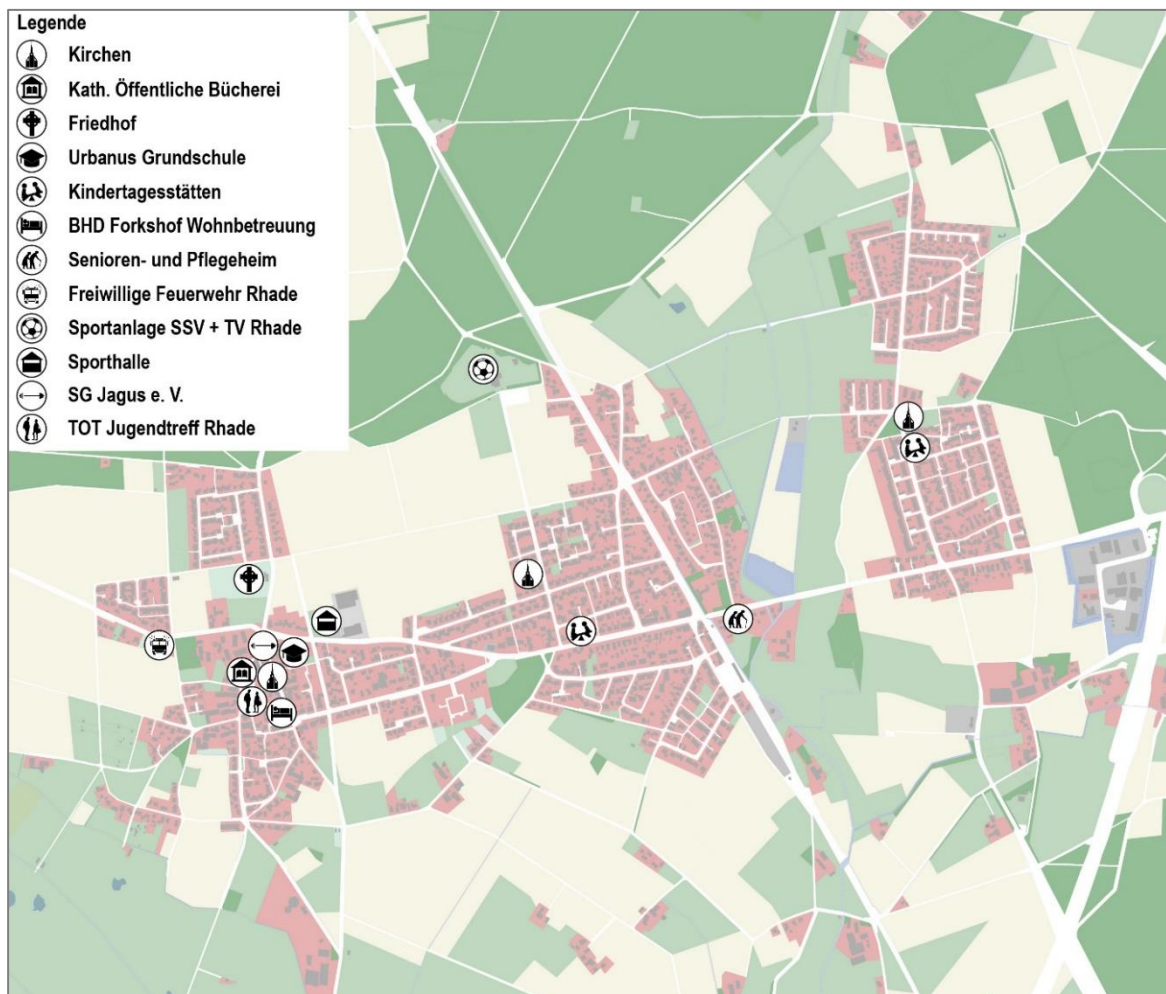 Legende
Kirchen
Kath. Öffentliche Bücherei
Friedhof
Urbanus Grundschule
Kindertagesstätten
BHD Forkshof Wohnbetreuung
Senioren- und Pflegeheim
Freiwillige Feuerwehr Rhade
Sportanlage SSV + TV Rhade
Sporthalle
SG Jagus e. V.
TOT Jugendtreff Rhade